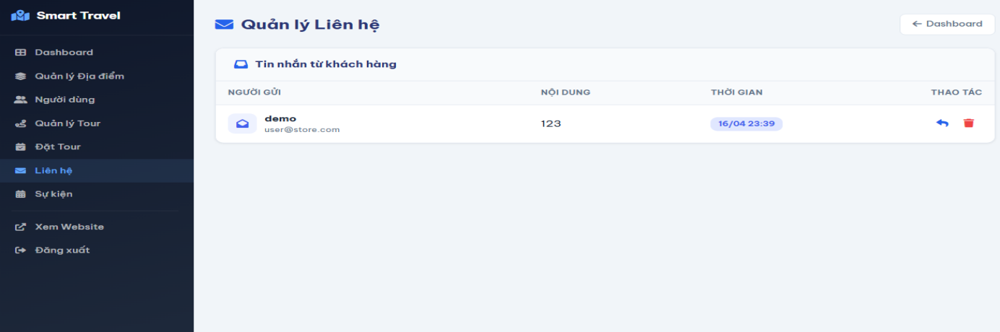 Smart Travel
Dashboard
Quản lý Địa điểm
Người dùng
Quản lý Tour
Đặt Tour
Liên hệ
Sự kiện
Xem Website
Đăng xuất
Quản lý Liên hệ
← Dashboard
Tin nhắn từ khách hàng
NGƯỜI GỬI NỘI DUNG THỜI GIAN THAO TÁC
demo
user@store.com
123
16/04 23:39